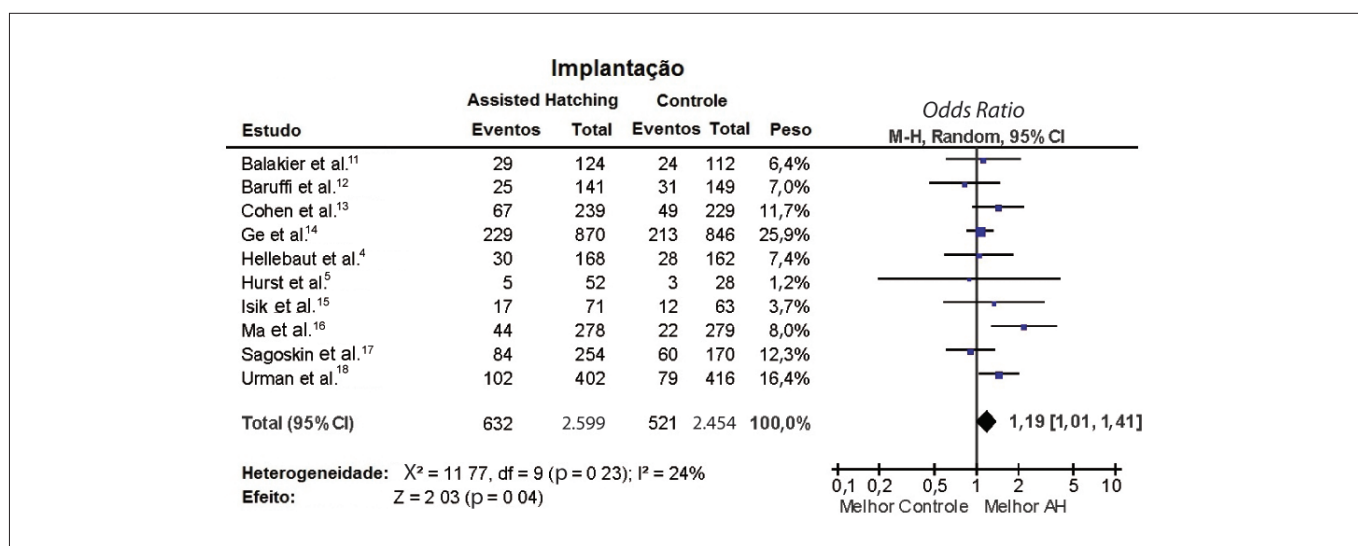 Implantação
Assisted Hatching Controle Odds Ratio
Estudo Eventos Total Eventos Total Peso M-H, Random, 95% CI
Balakier et al.¹¹ 29 124 24 112 6,4%
Baruffi et al.¹² 25 141 31 149 7,0%
Cohen et al.¹³ 67 239 49 229 11,7%
Ge et al.¹⁴ 229 870 213 846 25,9%
Hellebaut et al.⁴ 30 168 28 162 7,4%
Hurst et al.⁵ 5 52 3 28 1,2%
Isik et al.¹⁵ 17 71 12 63 3,7%
Ma et al.¹⁶ 44 278 22 279 8,0%
Sagoskin et al.¹⁷ 84 254 60 170 12,3%
Urman et al.¹⁸ 102 402 79 416 16,4%
Total (95% CI) 632 2.599 521 2.454 100,0% 1,19 [1,01, 1,41]
Heterogeneidade: X² = 11 77, df = 9 (p = 0 23); I² = 24%
Efeito: Z = 2 03 (p = 0 04)
0,1 0,2 0,5 1 2 5 10
Melhor Controle Melhor AH